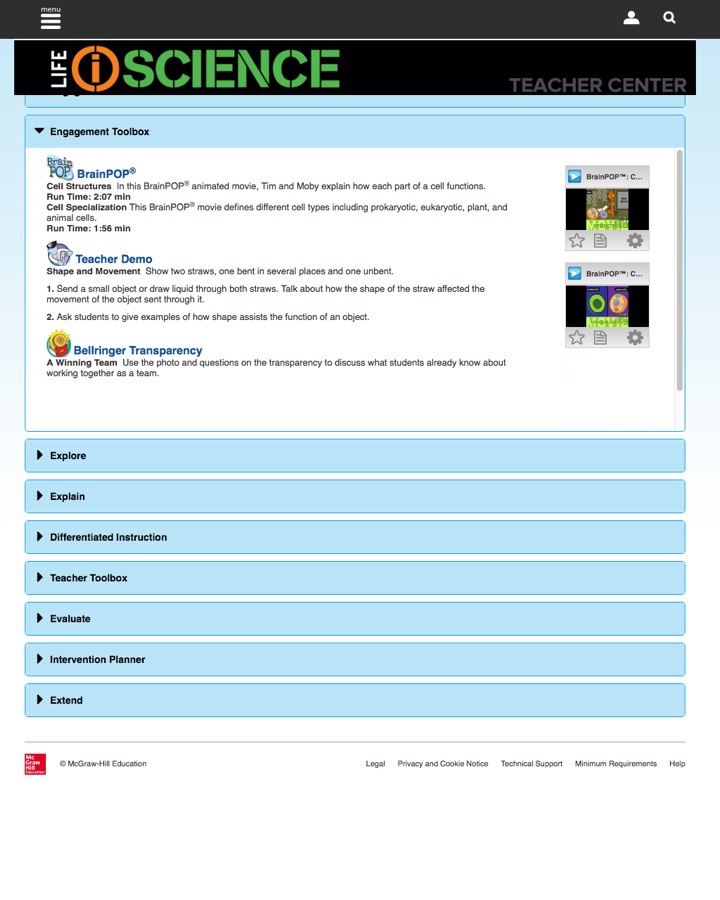 menu
LIFE iSCIENCE
TEACHER CENTER
Engagement Toolbox
Brain POP BrainPOP®
Cell Structures In this BrainPOP® animated movie, Tim and Moby explain how each part of a cell functions.
Run Time: 2:07 min
Cell Specialization This BrainPOP® movie defines different cell types including prokaryotic, eukaryotic, plant, and
animal cells.
Run Time: 1:56 min
BrainPOP™: C...
BrainPOP™: C...
Teacher Demo
Shape and Movement Show two straws, one bent in several places and one unbent.
1. Send a small object or draw liquid through both straws. Talk about how the shape of the straw affected the
movement of the object sent through it.
2. Ask students to give examples of how shape assists the function of an object.
Bellringer Transparency
A Winning Team Use the photo and questions on the transparency to discuss what students already know about
working together as a team.
Explore
Explain
Differentiated Instruction
Teacher Toolbox
Evaluate
Intervention Planner
Extend
Mc
Graw
Hill
Education
© McGraw-Hill Education
Legal Privacy and Cookie Notice Technical Support Minimum Requirements Help